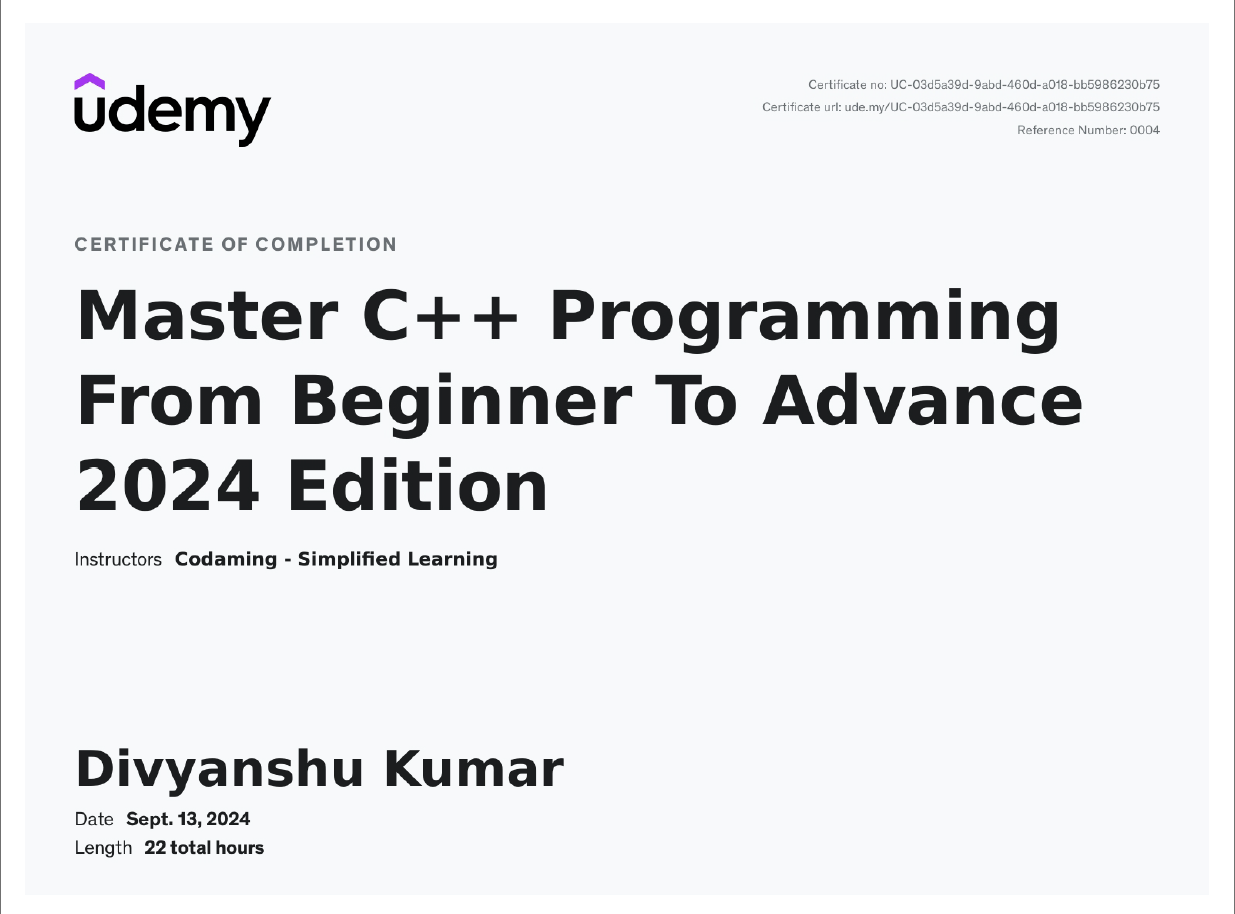 udemy
Certificate no: UC-03d5a39d-9abd-460d-a018-bb5986230b75
Certificate url: ude.my/UC-03d5a39d-9abd-460d-a018-bb5986230b75
Reference Number: 0004
CERTIFICATE OF COMPLETION
Master C++ Programming
From Beginner To Advance
2024 Edition
Instructors Codaming - Simplified Learning
Divyanshu Kumar
Date Sept. 13, 2024
Length 22 total hours